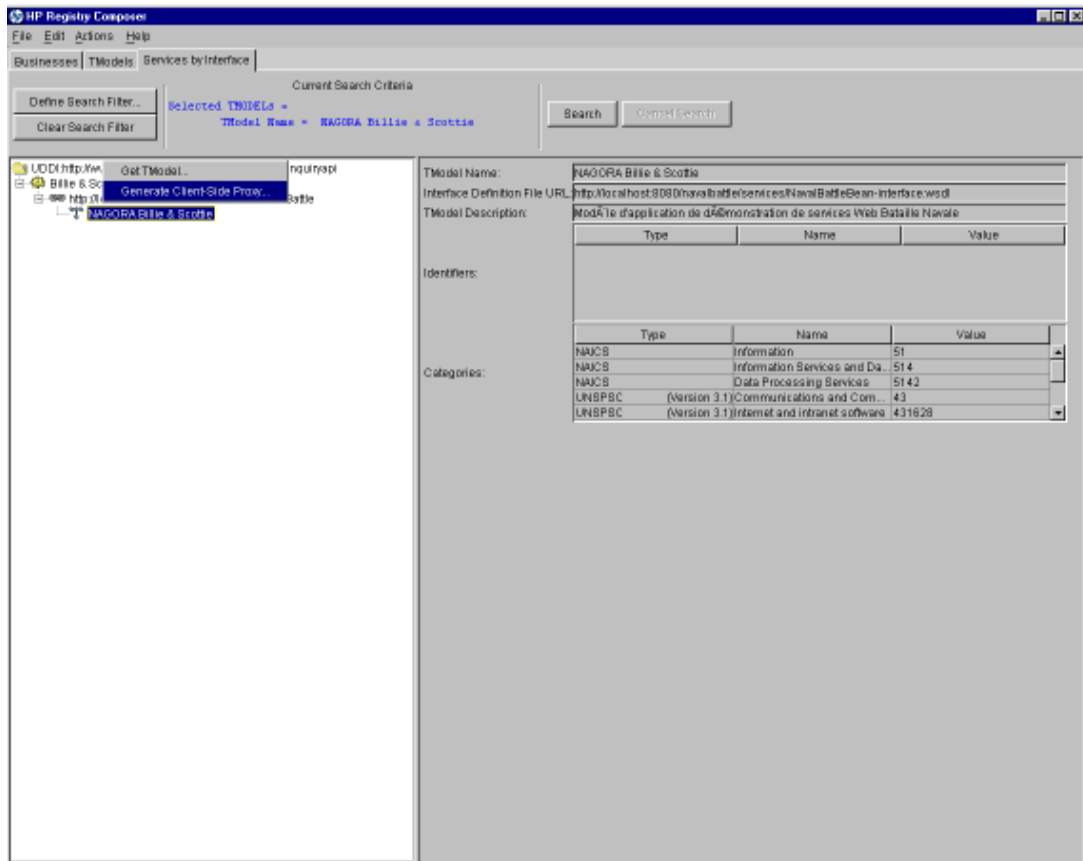 HP Registry Composer
File Edit Actions Help
Businesses TModels Services by Interface
Current Search Criteria
Define Search Filter...
Clear Search Filter
Selected TMODELs =
TModel Name = NAGORA Billie & Scottie
Search Cancel Search
UDDI:http://ww nquiryapi
Get TModel...
Billie & Sc
Generate Client-Side Proxy...
http://l Battle
NAGORA Billie & Scottie
TModel Name: NAGORA Billie & Scottie
Interface Definition File URL: http://localhost:8080/navalbattle/services/NavalBattleBean-interface.wsdl
TModel Description: ModÃ¨le d'application de dÃ©monstration de services Web Bataille Navale
Type Name Value
Identifiers:
Type Name Value
Categories:
NAICS Information 51
NAICS Information Services and Da... 514
NAICS Data Processing Services 5142
UNSPSC (Version 3.1) Communications and Com... 43
UNSPSC (Version 3.1) Internet and intranet software 431628